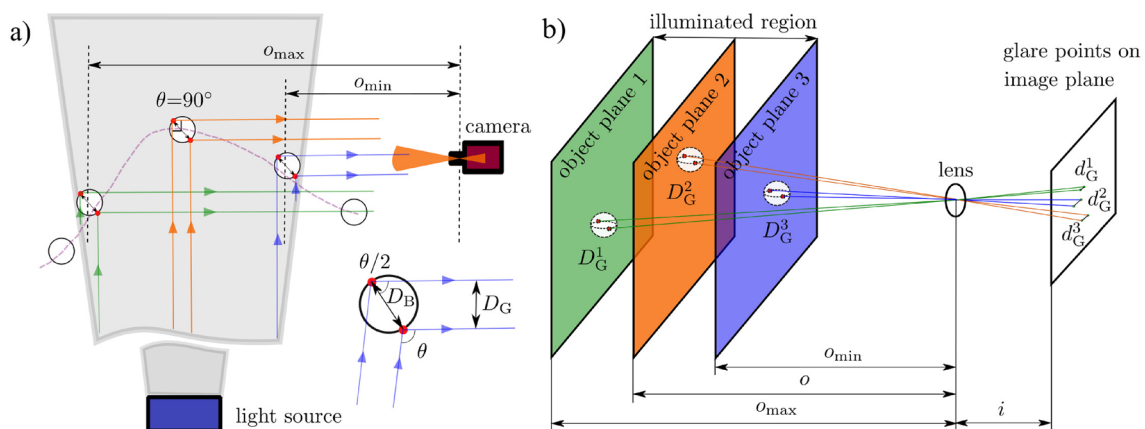 a)
o_max
o_min
θ=90°
camera
θ/2
D_B
D_G
θ
light source
b)
illuminated region
glare points on
image plane
object plane 1
object plane 2
object plane 3
lens
D_G^1
D_G^2
D_G^3
d_G^1
d_G^2
d_G^3
o_min
o
i
o_max